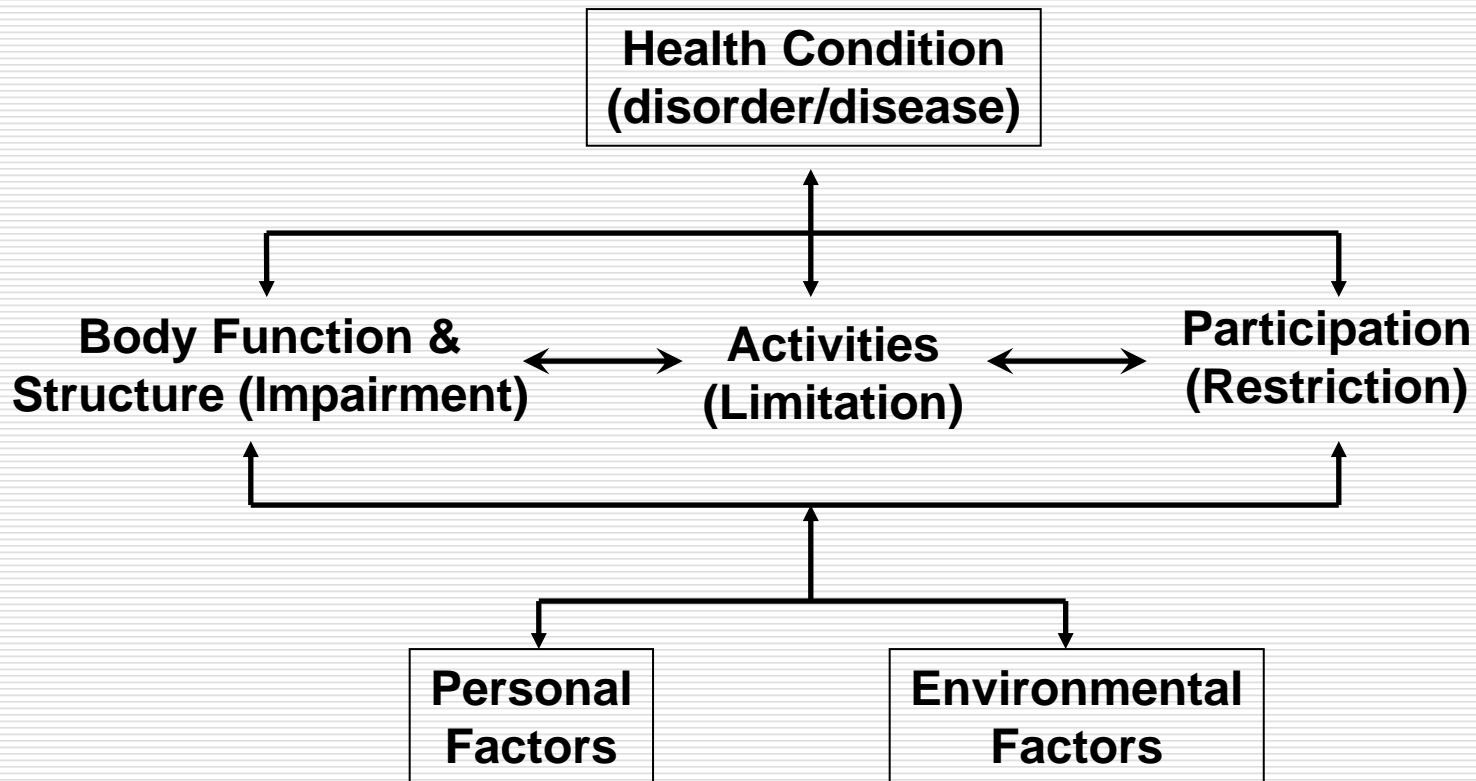 Health Condition
(disorder/disease)
Body Function &
Structure (Impairment)
Activities
(Limitation)
Participation
(Restriction)
Personal
Factors
Environmental
Factors